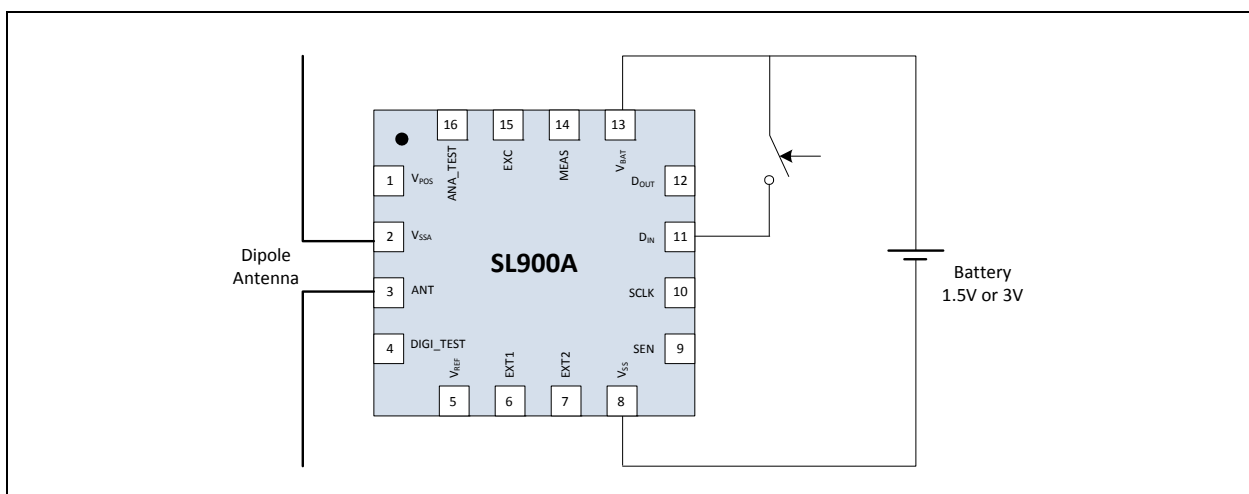 16
15
14
13
ANA_TEST
EXC
MEAS
VBAT
1
VPOS
DOUT
12
2
VSSA
DIN
11
Dipole
Antenna
SL900A
3
ANT
SCLK
10
Battery
1.5V or 3V
4
DIGI_TEST
SEN
9
VREF
EXT1
EXT2
VSS
5
6
7
8